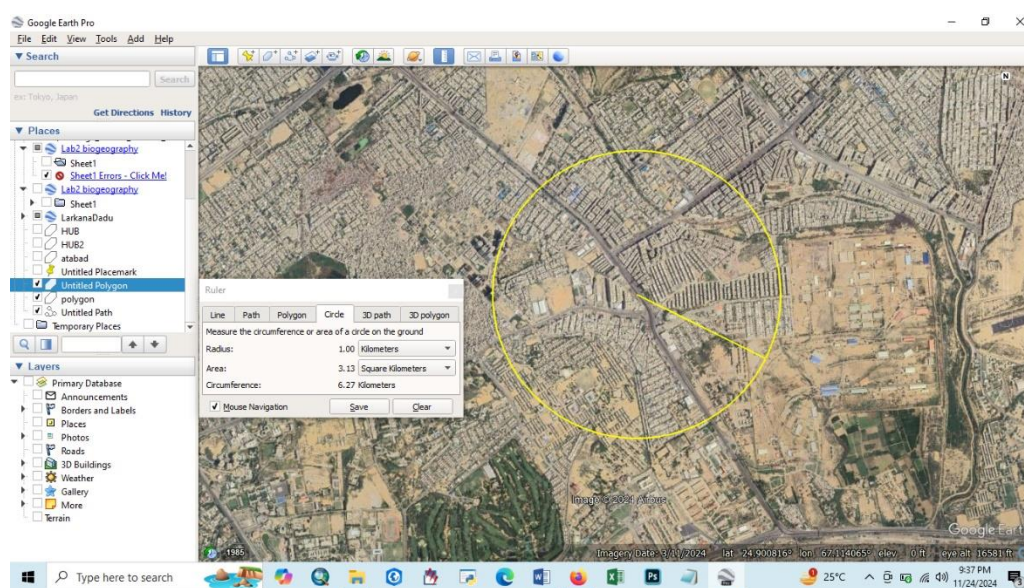 Google Earth Pro
File Edit View Tools Add Help
Search
Search
ex: Tokyo, Japan
Get Directions History
Places
Lab2 biogeography
Sheet1
Sheet1 Errors - Click Me!
Lab2 biogeography
Sheet1
LarkanaDadu
HUB
HUB2
atabad
Untitled Placemark
Untitled Polygon
polygon
Untitled Path
Temporary Places
Layers
Primary Database
Announcements
Borders and Labels
Places
Photos
Roads
3D Buildings
Weather
Gallery
More
Terrain
Ruler
Line Path Polygon Circle 3D path 3D polygon
Measure the circumference or area of a circle on the ground
Radius: 1.00 Kilometers
Area: 3.13 Square Kilometers
Circumference: 6.27 Kilometers
Mouse Navigation Save Clear
N
Image © 2024 Airbus
Google Earth
1985
Imagery Date: 3/11/2024 lat 24.900816° lon 67.114065° elev 0 ft eye alt 16581 ft
Type here to search
25°C
9:37 PM
11/24/2024